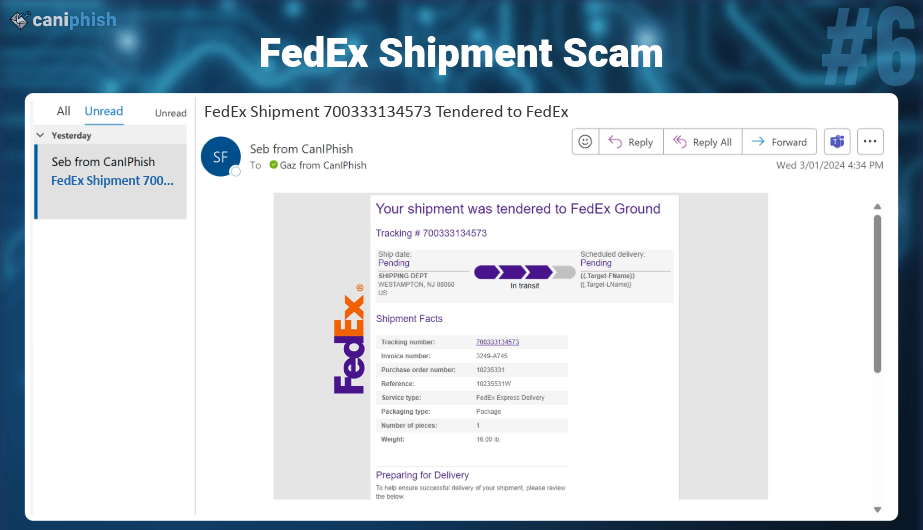 caniphish
#6
FedEx Shipment Scam
All Unread Unread
Yesterday
Seb from CanIPhish
FedEx Shipment 700...
FedEx Shipment 700333134573 Tendered to FedEx
SF
Seb from CanIPhish
To Gaz from CanIPhish
Reply Reply All Forward
Wed 3/01/2024 4:34 PM
FedEx®
Your shipment was tendered to FedEx Ground
Tracking # 700333134573
Ship date:
Pending
SHIPPING DEPT
WESTAMPTON, NJ 08060
US
In transit
Scheduled delivery:
Pending
{{.Target-FName}}
{{.Target-LName}}
Shipment Facts
Tracking number: 700333134573
Invoice number: 3249-A745
Purchase order number: 10235331
Reference: 10235531W
Service type: FedEx Express Delivery
Packaging type: Package
Number of pieces: 1
Weight: 16.00 lb.
Preparing for Delivery
To help ensure successful delivery of your shipment, please review
the below.